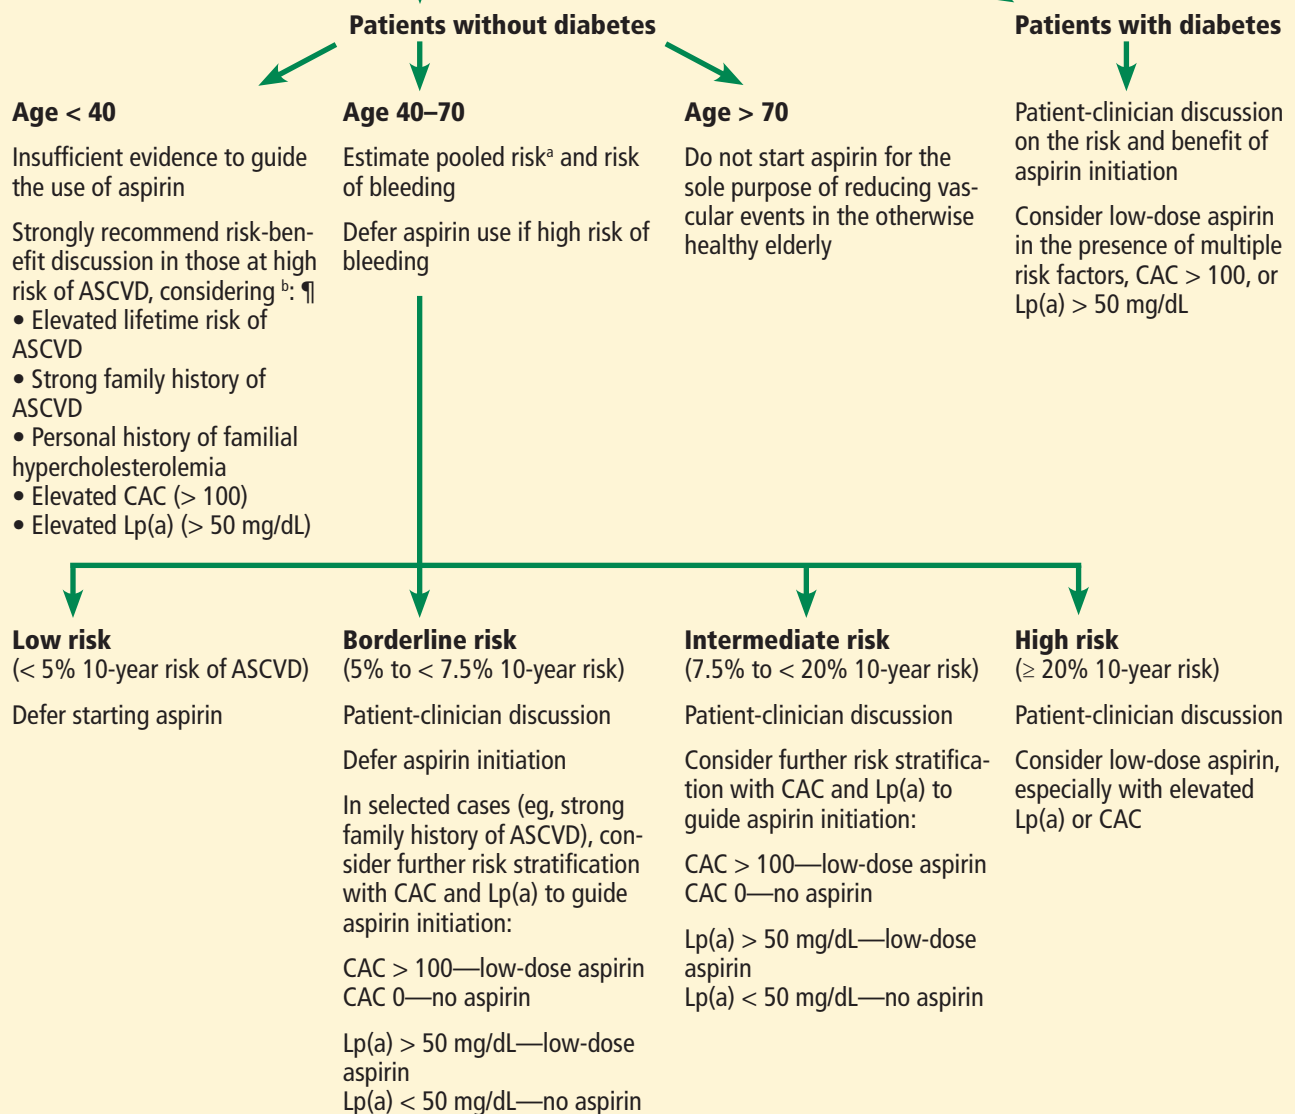 Patients without diabetes
Patients with diabetes
Age < 40
Insufficient evidence to guide
the use of aspirin
Strongly recommend risk-ben-
efit discussion in those at high
risk of ASCVD, considering ᵇ: ¶
• Elevated lifetime risk of
ASCVD
• Strong family history of
ASCVD
• Personal history of familial
hypercholesterolemia
• Elevated CAC (> 100)
• Elevated Lp(a) (> 50 mg/dL)
Age 40–70
Estimate pooled riskᵃ and risk
of bleeding
Defer aspirin use if high risk of
bleeding
Age > 70
Do not start aspirin for the
sole purpose of reducing vas-
cular events in the otherwise
healthy elderly
Patient-clinician discussion
on the risk and benefit of
aspirin initiation
Consider low-dose aspirin
in the presence of multiple
risk factors, CAC > 100, or
Lp(a) > 50 mg/dL
Low risk
(< 5% 10-year risk of ASCVD)
Defer starting aspirin
Borderline risk
(5% to < 7.5% 10-year risk)
Patient-clinician discussion
Defer aspirin initiation
In selected cases (eg, strong
family history of ASCVD), con-
sider further risk stratification
with CAC and Lp(a) to guide
aspirin initiation:
CAC > 100—low-dose aspirin
CAC 0—no aspirin
Lp(a) > 50 mg/dL—low-dose
aspirin
Lp(a) < 50 mg/dL—no aspirin
Intermediate risk
(7.5% to < 20% 10-year risk)
Patient-clinician discussion
Consider further risk stratifica-
tion with CAC and Lp(a) to
guide aspirin initiation:
CAC > 100—low-dose aspirin
CAC 0—no aspirin
Lp(a) > 50 mg/dL—low-dose
aspirin
Lp(a) < 50 mg/dL—no aspirin
High risk
(≥ 20% 10-year risk)
Patient-clinician discussion
Consider low-dose aspirin,
especially with elevated
Lp(a) or CAC